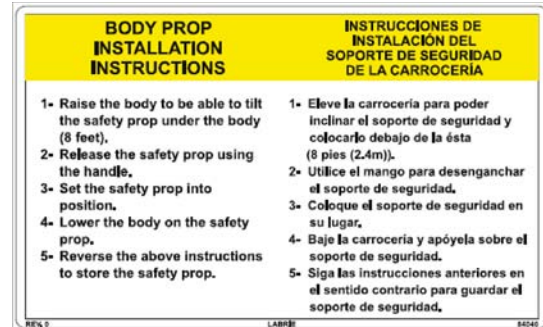 BODY PROP
INSTALLATION
INSTRUCTIONS
1- Raise the body to be able to tilt
the safety prop under the body
(8 feet).
2- Release the safety prop using
the handle.
3- Set the safety prop into
position.
4- Lower the body on the safety
prop.
5- Reverse the above instructions
to store the safety prop.
INSTRUCCIONES DE
INSTALACIÓN DEL
SOPORTE DE SEGURIDAD
DE LA CARROCERÍA
1- Eleve la carrocería para poder
inclinar el soporte de seguridad y
colocarlo debajo de la ésta
(8 pies (2.4m)).
2- Utilice el mango para desenganchar
el soporte de seguridad.
3- Coloque el soporte de seguridad en
su lugar.
4- Baje la carrocería y apóyela sobre el
soporte de seguridad.
5- Siga las instrucciones anteriores en
el sentido contrario para guardar el
soporte de seguridad.
REV. 0
LABRIE